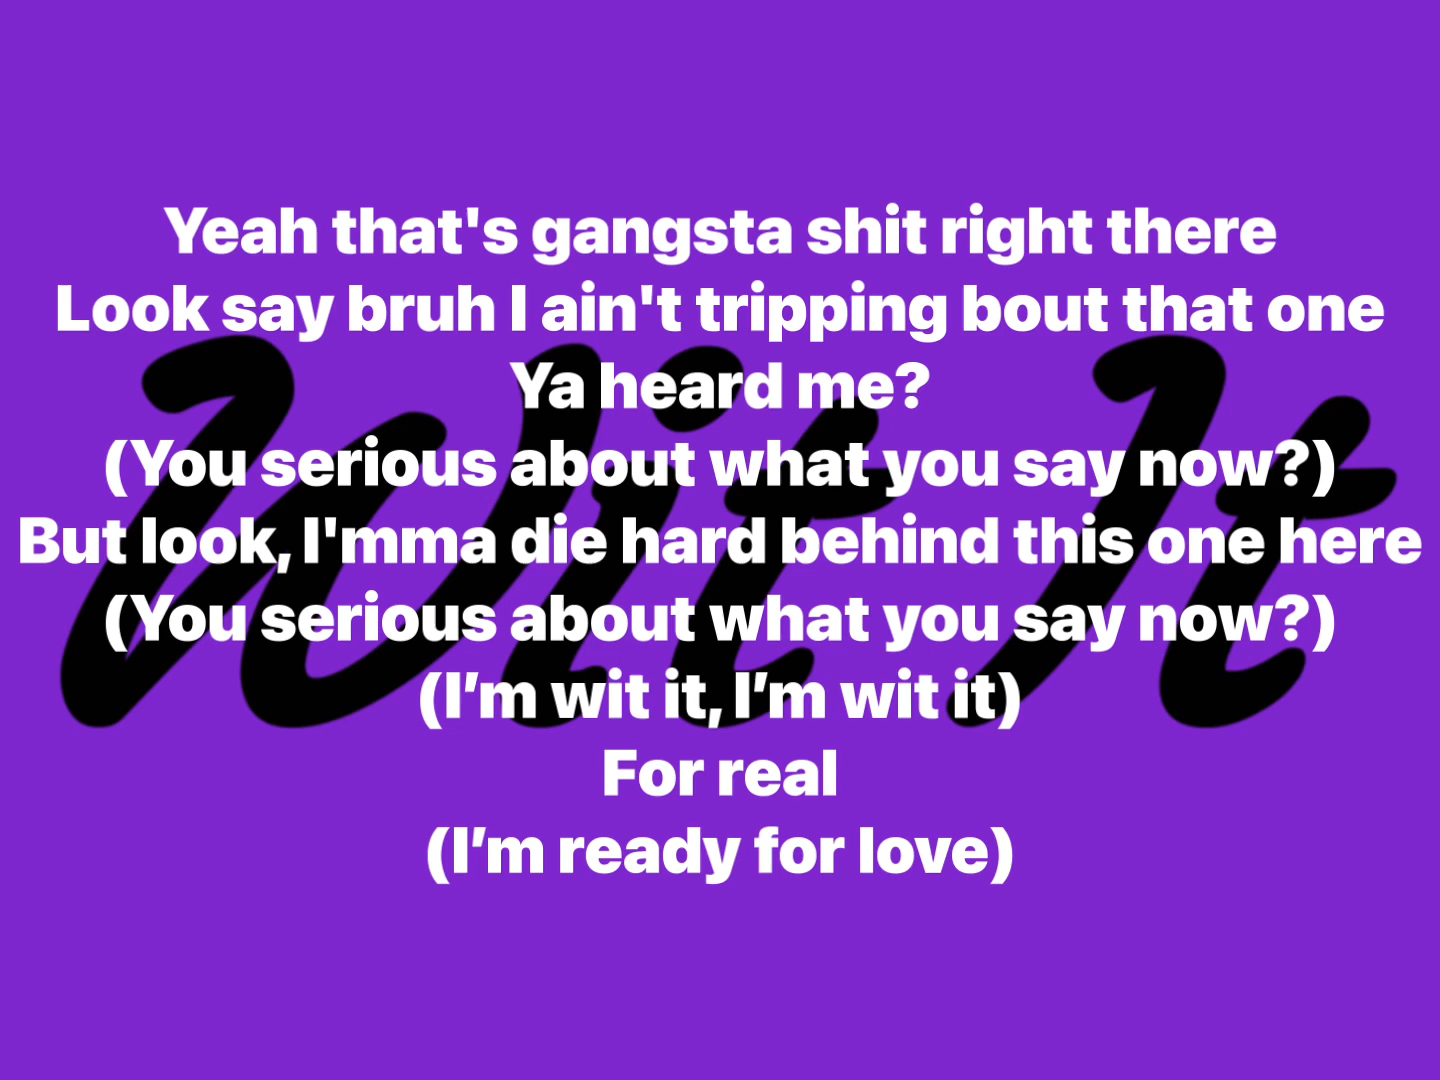 Yeah that's gangsta shit right there
Look say bruh I ain't tripping bout that one
Ya heard me?
(You serious about what you say now?)
But look, I'mma die hard behind this one here
(You serious about what you say now?)
(I’m wit it, I’m wit it)
For real
(I’m ready for love)
Wit It